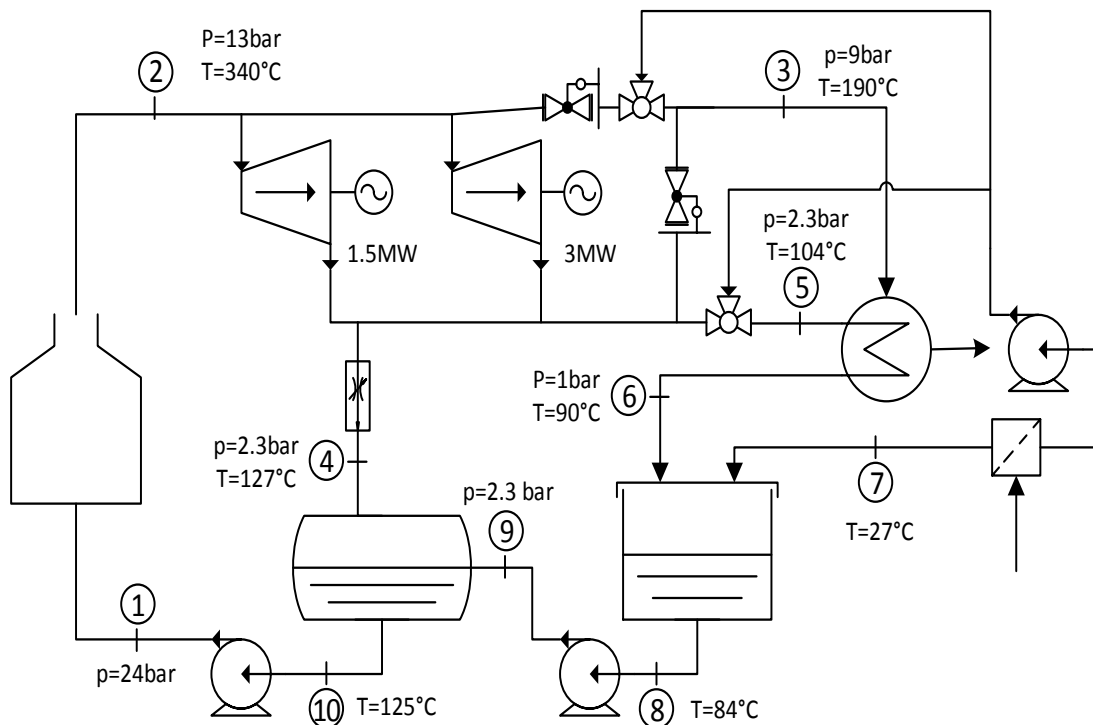 P=13bar
T=340°C
2
3
p=9bar
T=190°C
1.5MW
3MW
p=2.3bar
T=104°C
5
P=1bar
T=90°C
6
p=2.3bar
T=127°C
4
p=2.3 bar
9
7
T=27°C
1
p=24bar
10
T=125°C
8
T=84°C